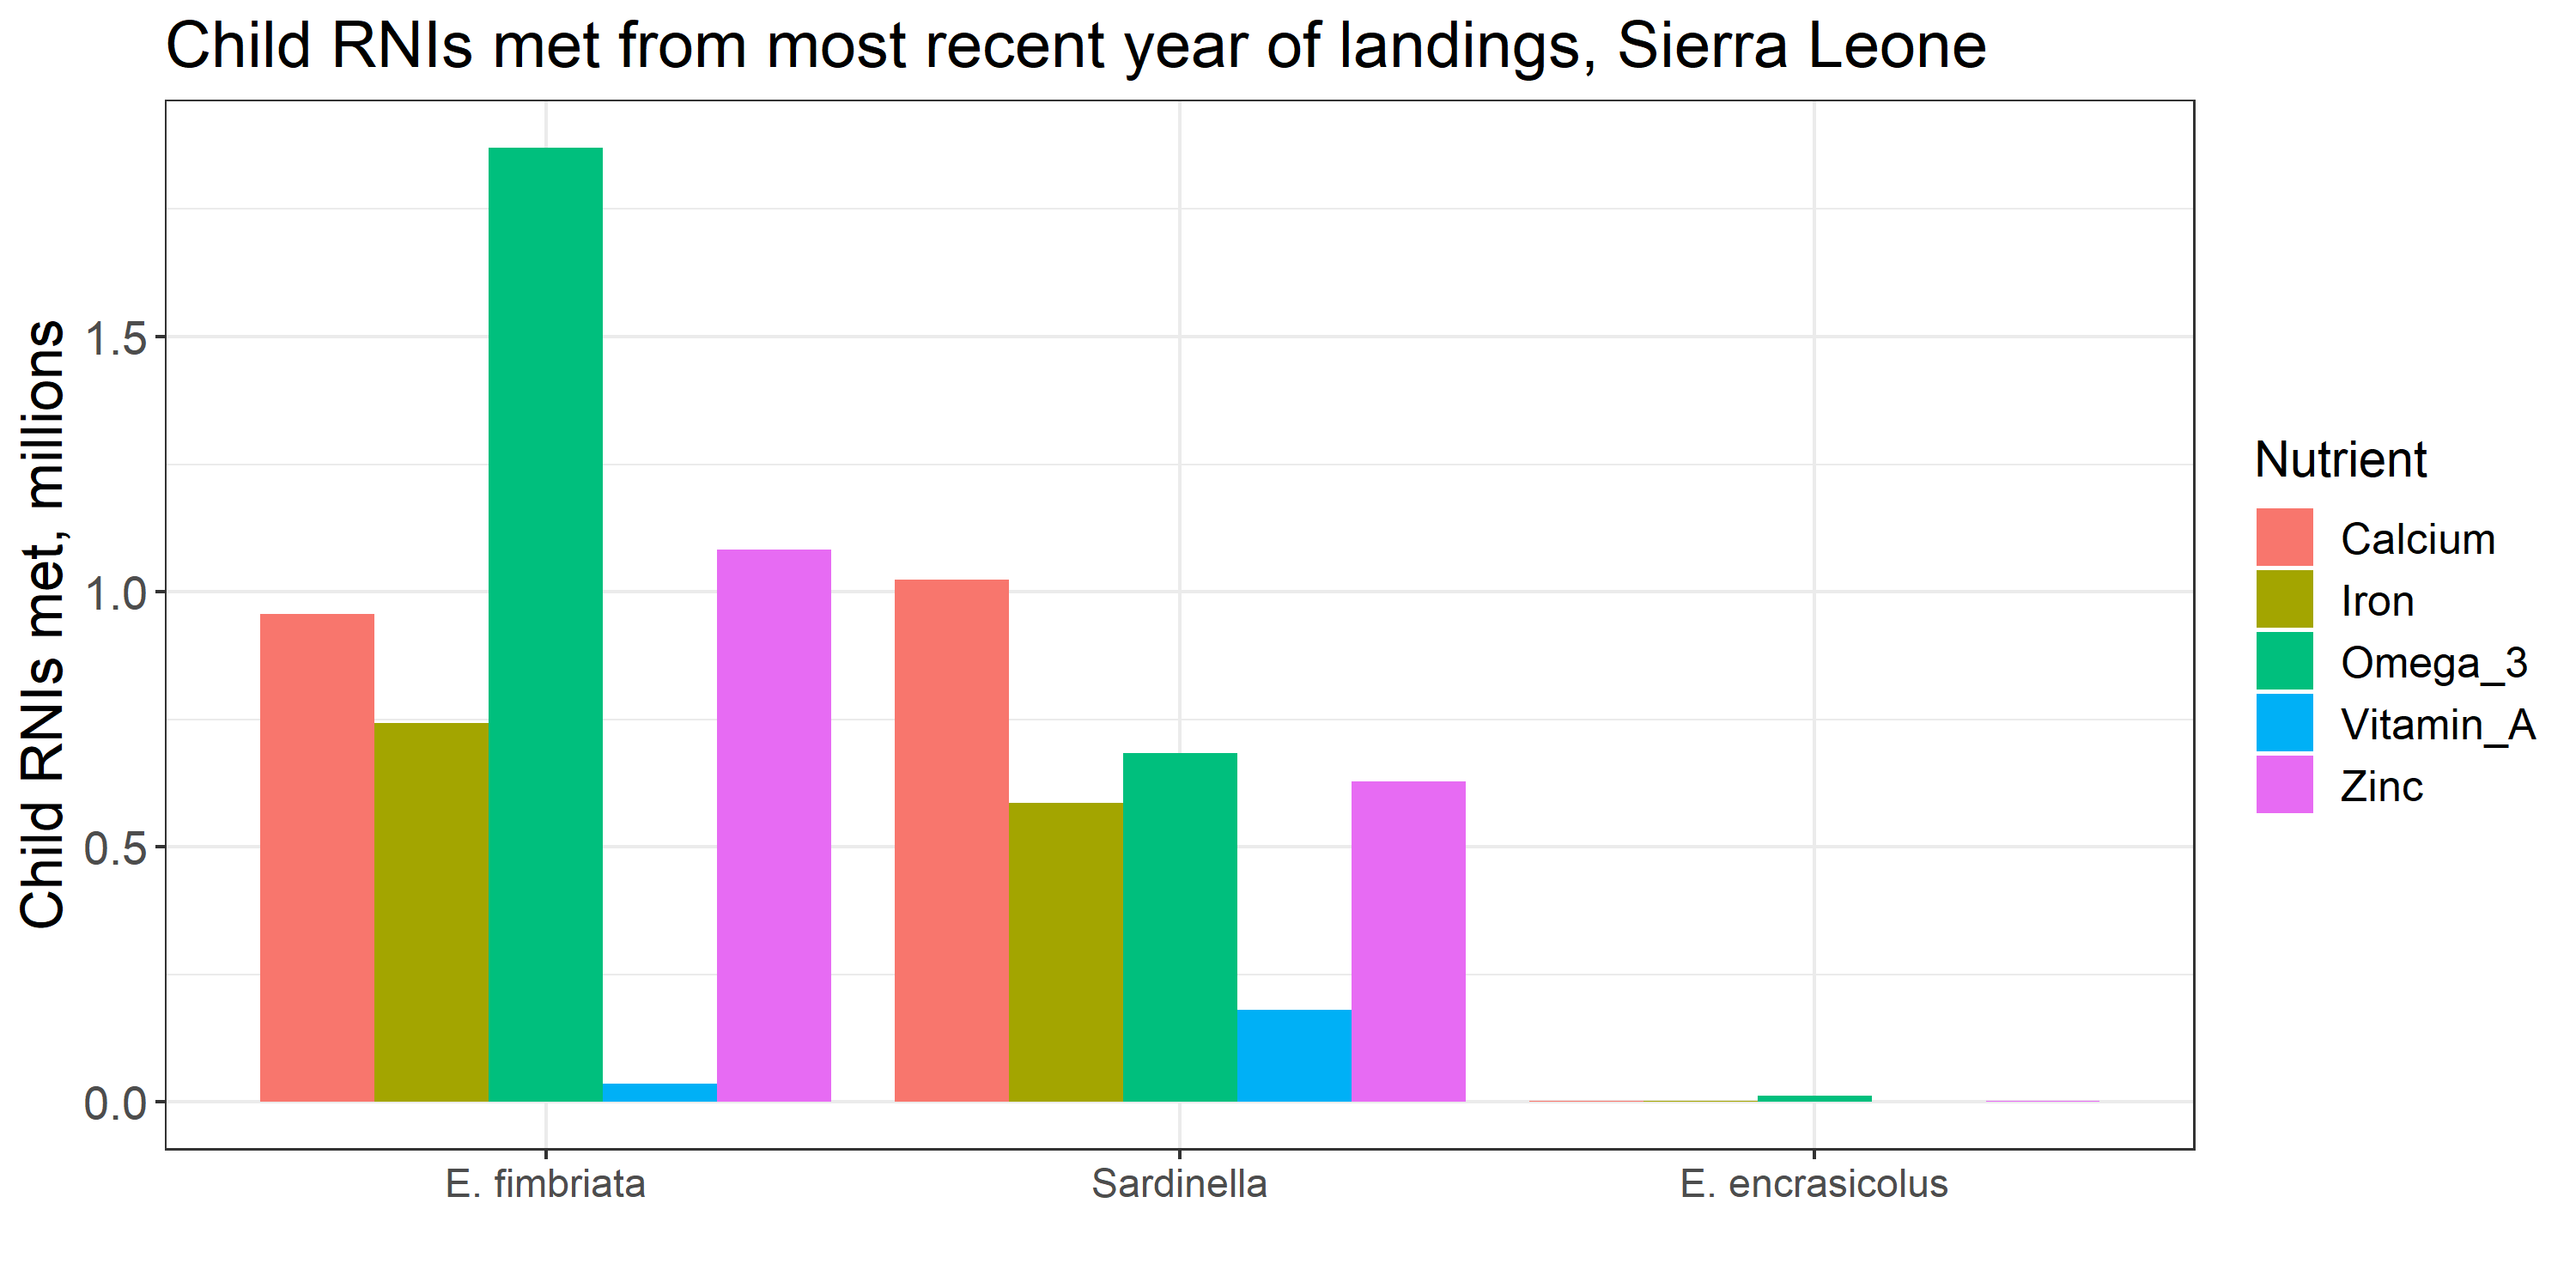 Child RNIs met from most recent year of landings, Sierra Leone
Child RNIs met, millions
1.5
1.0
0.5
0.0
E. fimbriata
Sardinella
E. encrasicolus
Nutrient
Calcium
Iron
Omega_3
Vitamin_A
Zinc